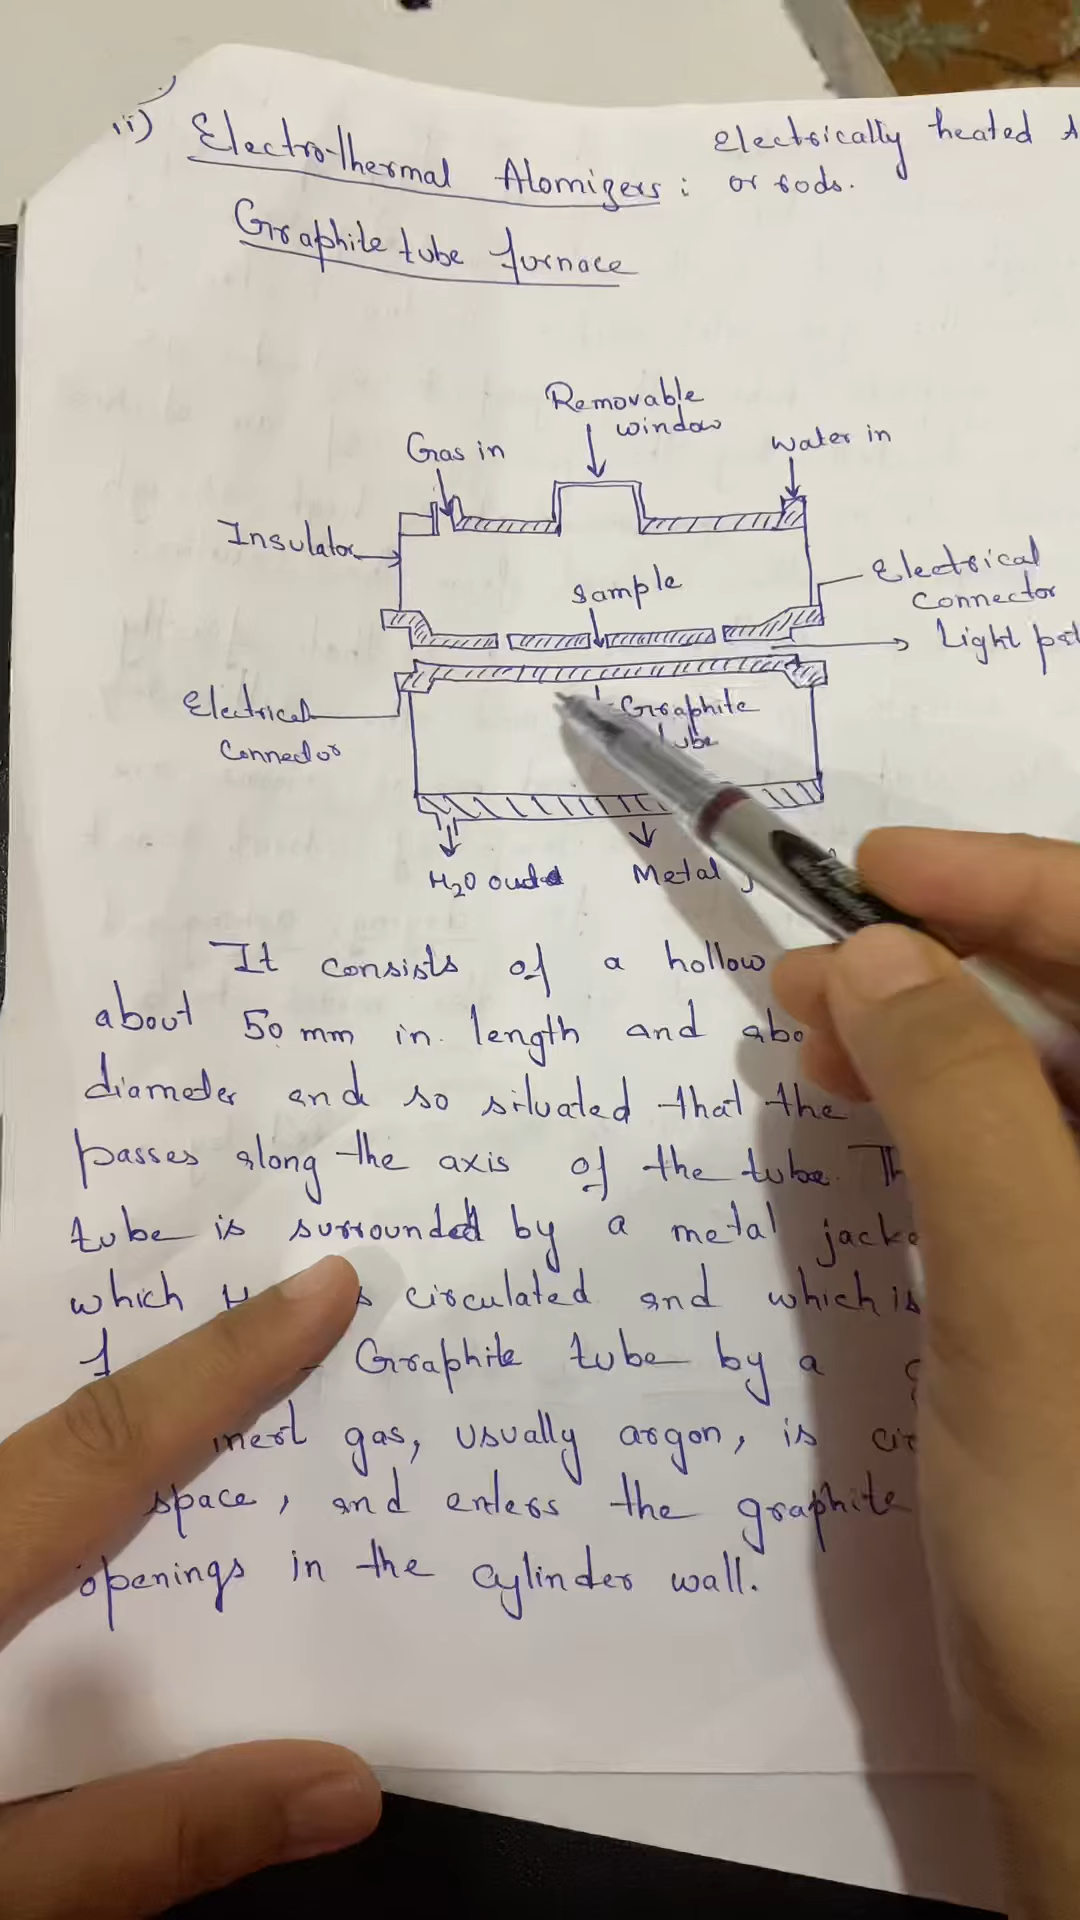 ii) Electrothermal Atomizers : Electrically heated
or rods.
Graphite tube furnace
Removable
window
Gas in
Water in
Insulator
Sample
Electrical
Connector
Light
Electrical
Connector
Graphite
tube
H2O out
Metal
It consists of a hollow
about 50 mm in length and
diameter and so situated that the
passes along the axis of the tube.
tube is surrounded by a metal
which circulated and which is
Graphite tube by a
inert gas, usually argon, is
space, and enters the graphite
openings in the cylinder wall.